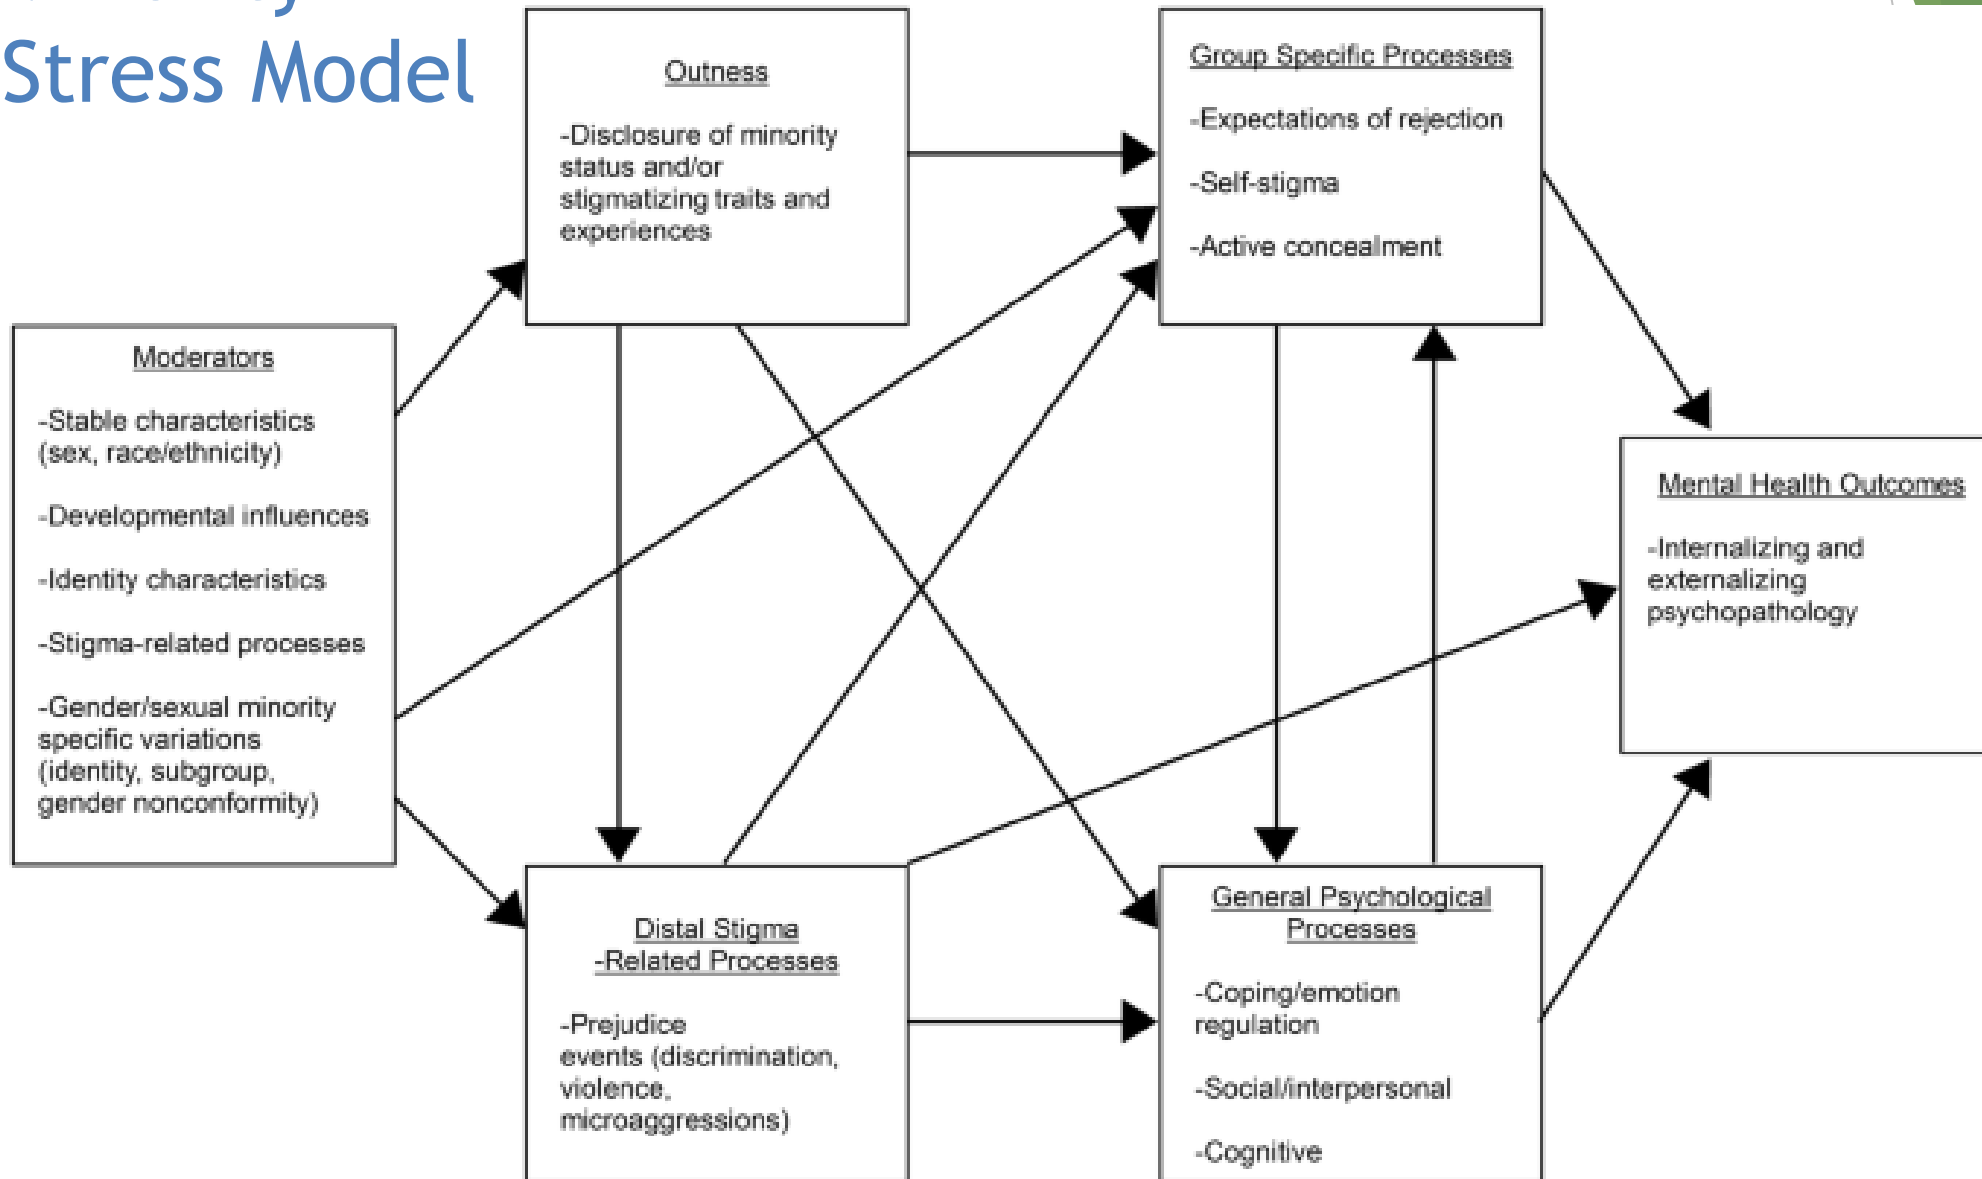 Stress Model
Outness
-Disclosure of minority
status and/or
stigmatizing traits and
experiences
Group Specific Processes
-Expectations of rejection
-Self-stigma
-Active concealment
Moderators
-Stable characteristics
(sex, race/ethnicity)
-Developmental influences
-Identity characteristics
-Stigma-related processes
-Gender/sexual minority
specific variations
(identity, subgroup,
gender nonconformity)
Mental Health Outcomes
-Internalizing and
externalizing
psychopathology
Distal Stigma
-Related Processes
-Prejudice
events (discrimination,
violence,
microaggressions)
General Psychological
Processes
-Coping/emotion
regulation
-Social/interpersonal
-Cognitive